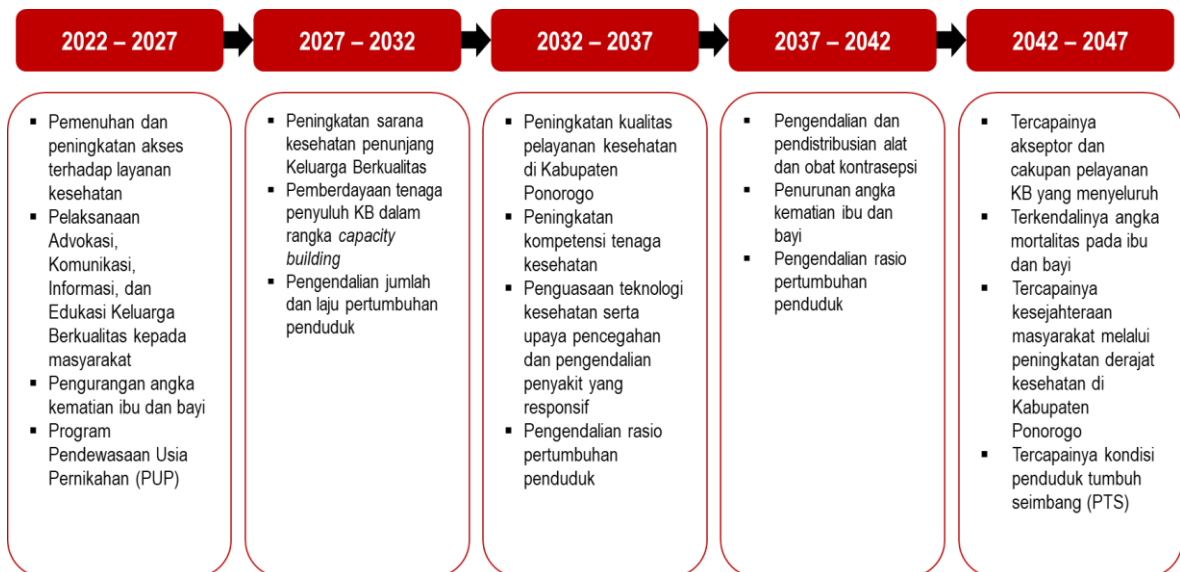 2022 – 2027
2027 – 2032
2032 – 2037
2037 – 2042
2042 – 2047
▪ Pemenuhan dan
peningkatan akses
terhadap layanan
kesehatan
▪ Pelaksanaan
Advokasi,
Komunikasi,
Informasi, dan
Edukasi Keluarga
Berkualitas kepada
masyarakat
▪ Pengurangan angka
kematian ibu dan bayi
▪ Program
Pendewasaan Usia
Pernikahan (PUP)
▪ Peningkatan sarana
kesehatan penunjang
Keluarga Berkualitas
▪ Pemberdayaan tenaga
penyuluh KB dalam
rangka capacity
building
▪ Pengendalian jumlah
dan laju pertumbuhan
penduduk
▪ Peningkatan kualitas
pelayanan kesehatan
di Kabupaten
Ponorogo
▪ Peningkatan
kompetensi tenaga
kesehatan
▪ Penguasaan teknologi
kesehatan serta
upaya pencegahan
dan pengendalian
penyakit yang
responsif
▪ Pengendalian rasio
pertumbuhan
penduduk
▪ Pengendalian dan
pendistribusian alat
dan obat kontrasepsi
▪ Penurunan angka
kematian ibu dan
bayi
▪ Pengendalian rasio
pertumbuhan
penduduk
▪ Tercapainya
akseptor dan
cakupan pelayanan
KB yang menyeluruh
▪ Terkendalinya angka
mortalitas pada ibu
dan bayi
▪ Tercapainya
kesejahteraan
masyarakat melalui
peningkatan derajat
kesehatan di
Kabupaten
Ponorogo
▪ Tercapainya kondisi
penduduk tumbuh
seimbang (PTS)